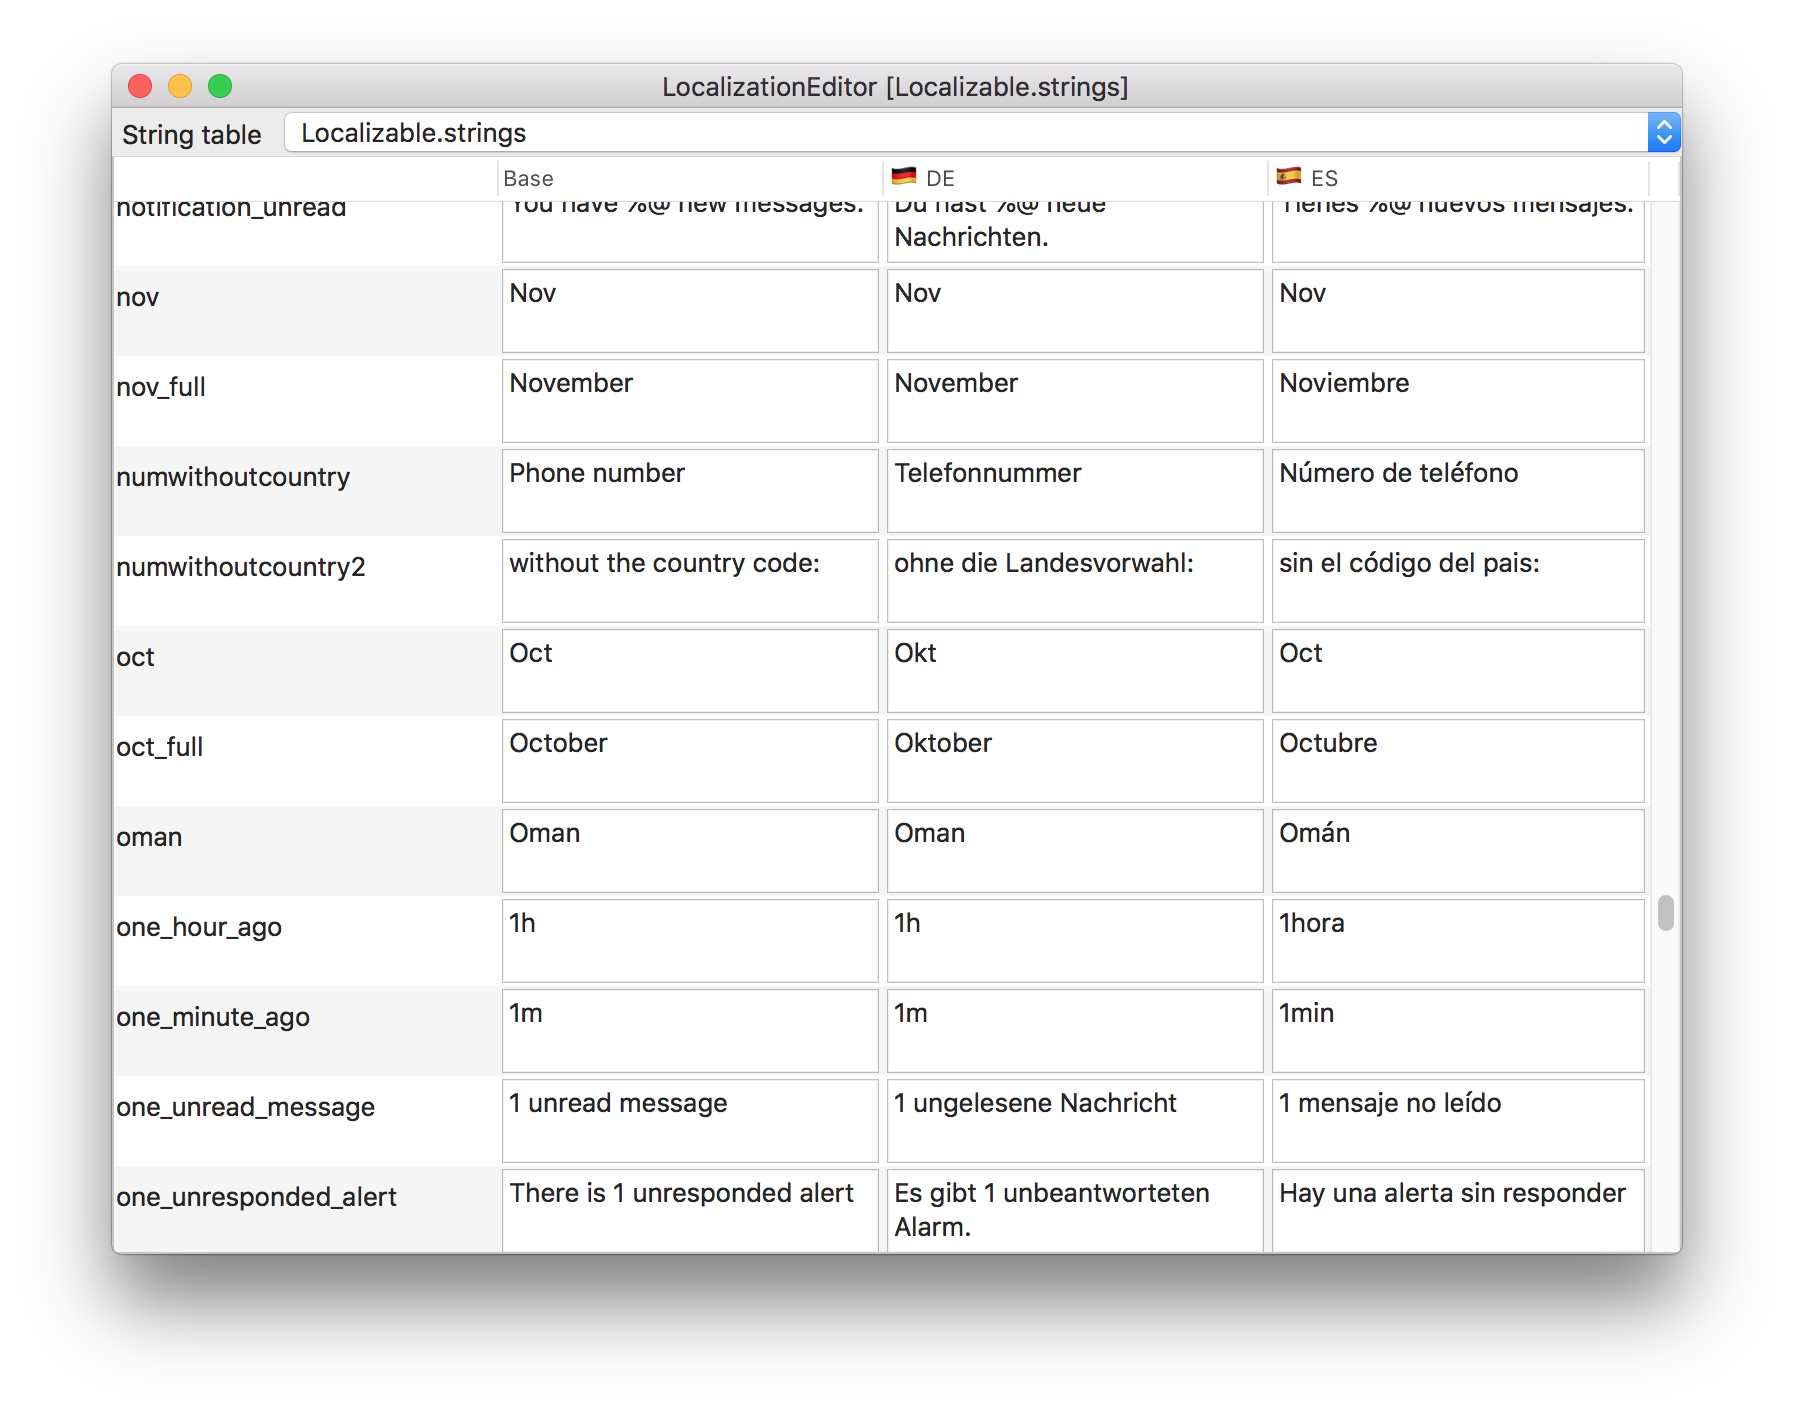 LocalizationEditor [Localizable.strings]
String table Localizable.strings
Base DE ES
notification_unread You have %@ new messages. Du hast %@ neue Tienes %@ nuevos mensajes.
Nachrichten.
nov Nov Nov Nov
nov_full November November Noviembre
numwithoutcountry Phone number Telefonnummer Número de teléfono
numwithoutcountry2 without the country code: ohne die Landesvorwahl: sin el código del pais:
oct Oct Okt Oct
oct_full October Oktober Octubre
oman Oman Oman Omán
one_hour_ago 1h 1h 1hora
one_minute_ago 1m 1m 1min
one_unread_message 1 unread message 1 ungelesene Nachricht 1 mensaje no leído
one_unresponded_alert There is 1 unresponded alert Es gibt 1 unbeantworteten Hay una alerta sin responder
Alarm.